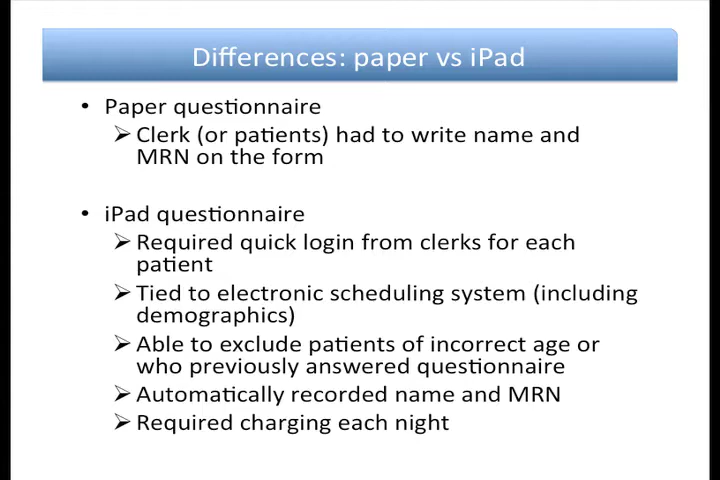 Differences: paper vs iPad
• Paper questionnaire
➢ Clerk (or patients) had to write name and
MRN on the form
• iPad questionnaire
➢ Required quick login from clerks for each
patient
➢ Tied to electronic scheduling system (including
demographics)
➢ Able to exclude patients of incorrect age or
who previously answered questionnaire
➢ Automatically recorded name and MRN
➢ Required charging each night